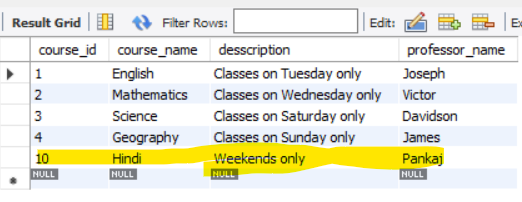 Result Grid Filter Rows: Edit:
course_id course_name desscription professor_name
1 English Classes on Tuesday only Joseph
2 Mathematics Classes on Wednesday only Victor
3 Science Classes on Saturday only Davidson
4 Geography Classes on Sunday only James
10 Hindi Weekends only Pankaj
NULL NULL NULL NULL